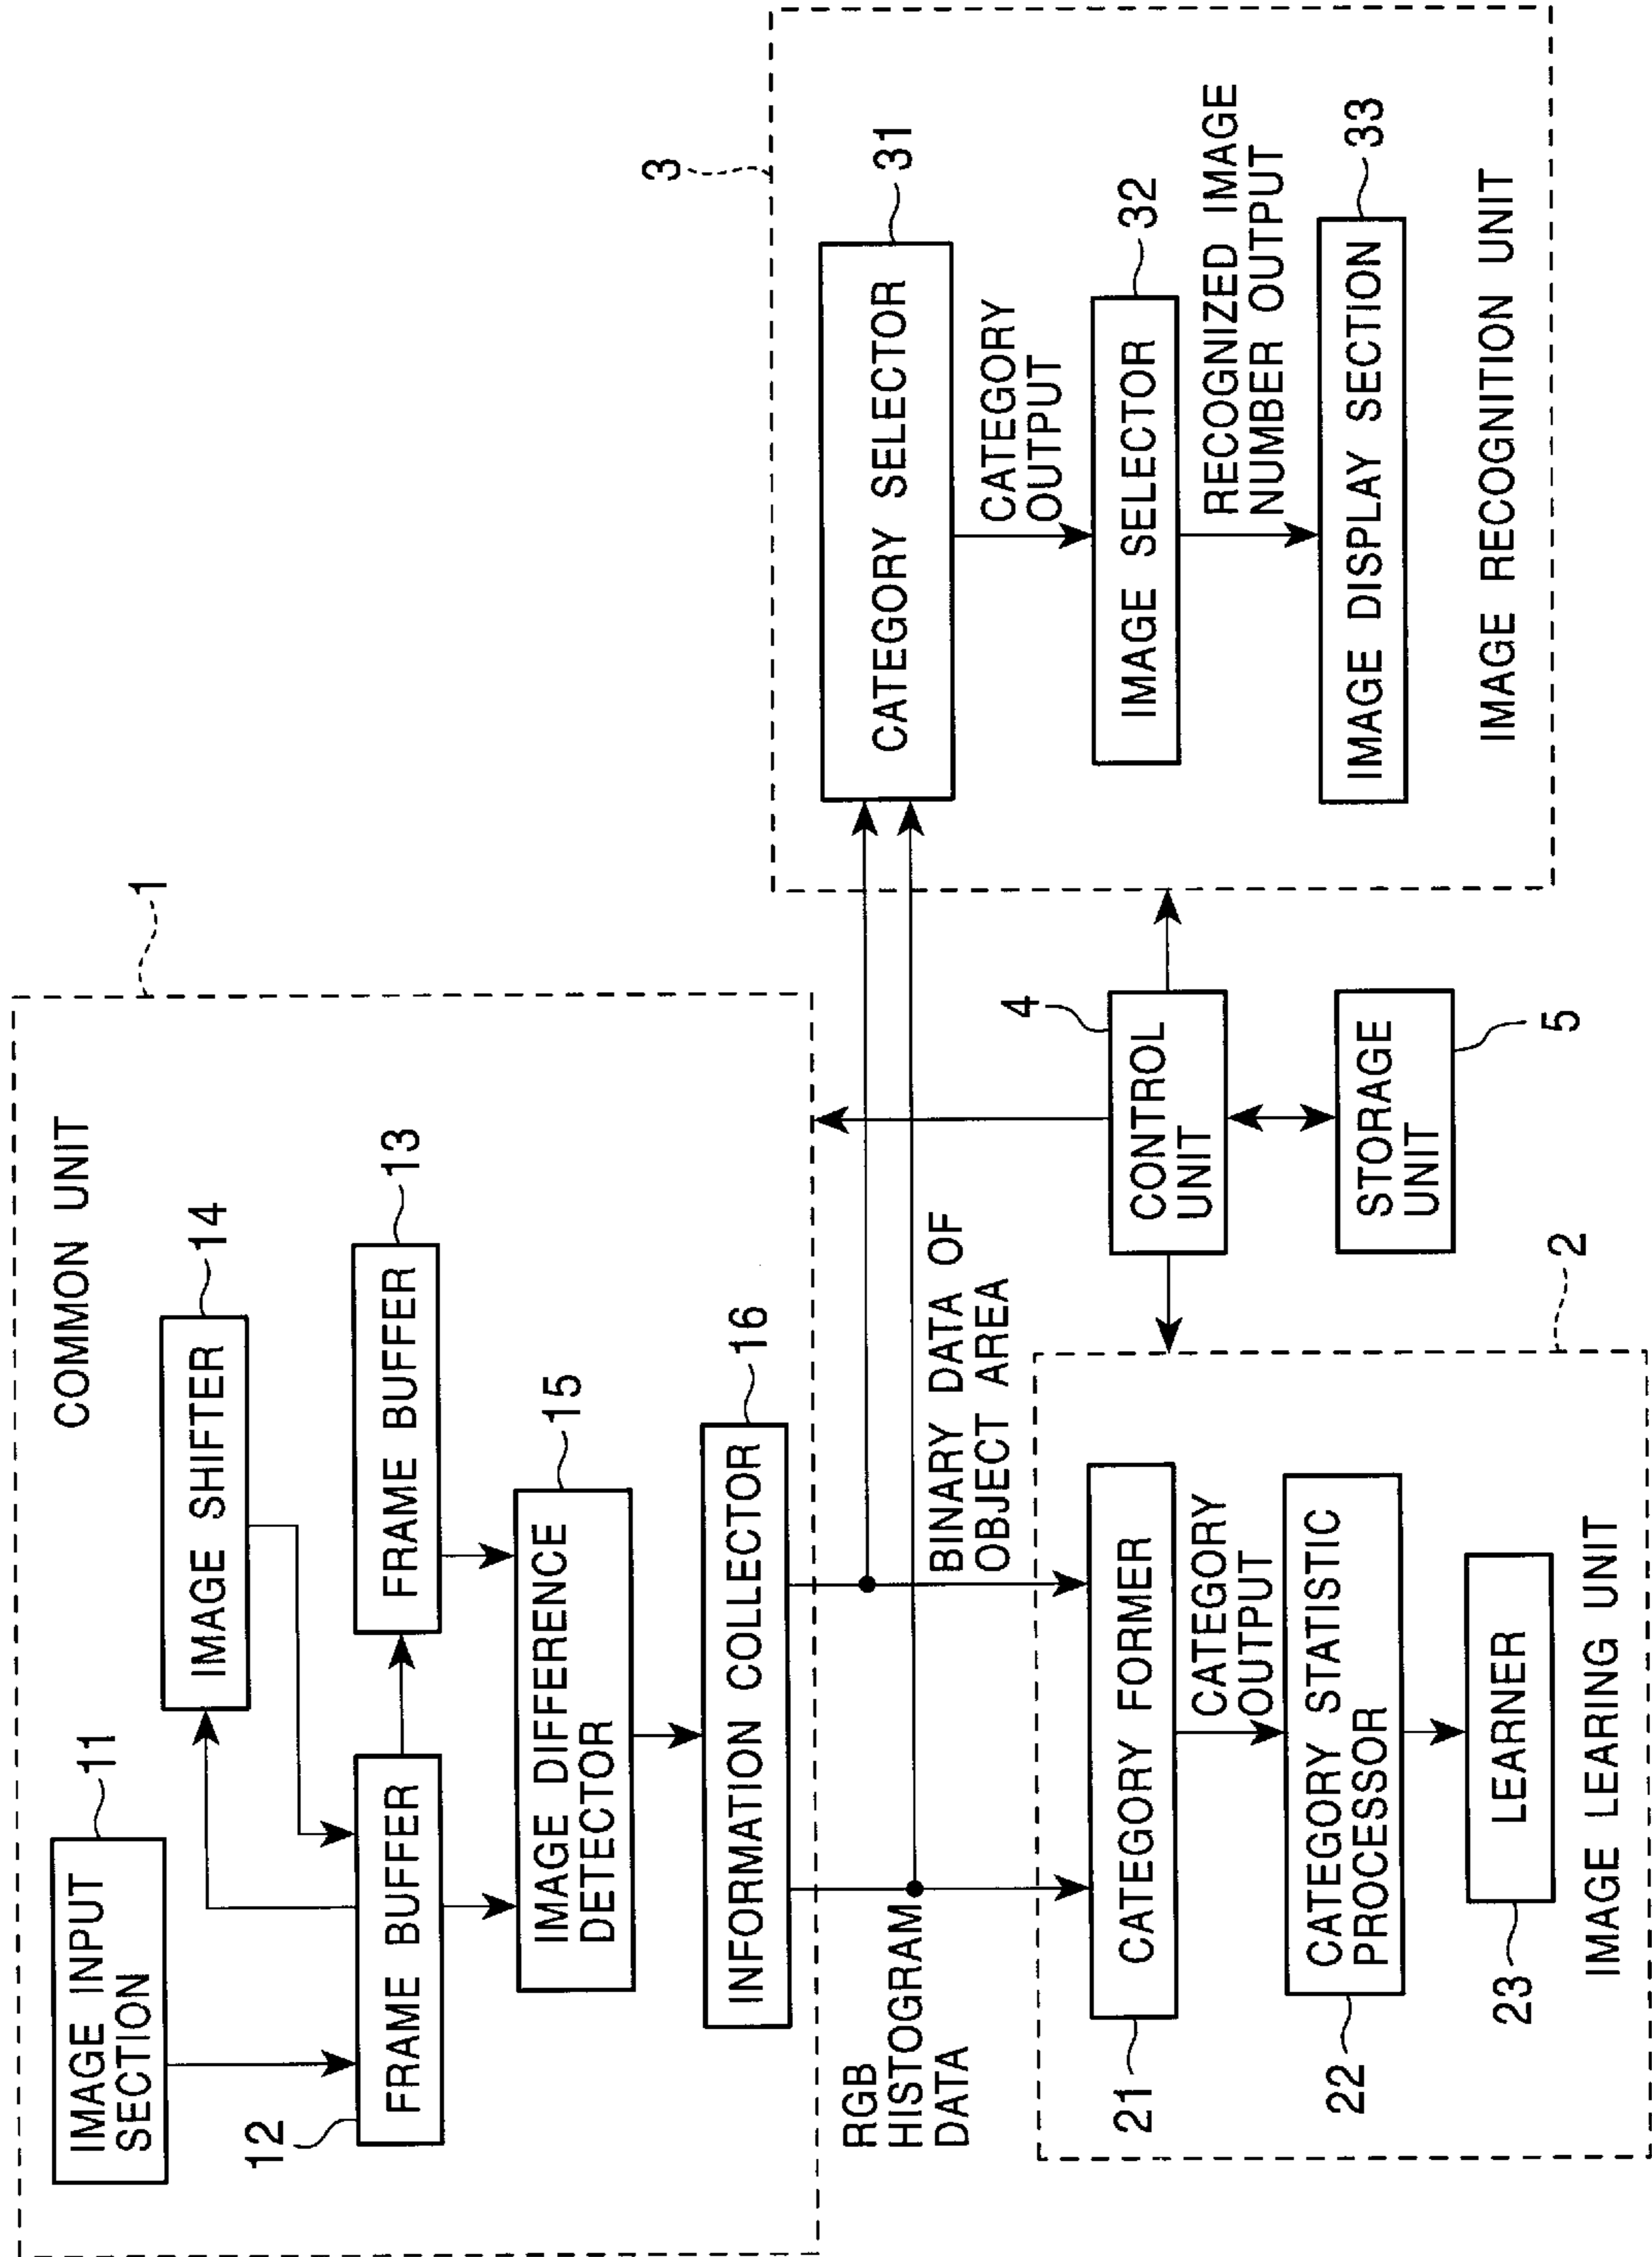 1
COMMON UNIT
IMAGE INPUT
SECTION
11
IMAGE SHIFTER
14
12
FRAME BUFFER
FRAME BUFFER
13
IMAGE DIFFERENCE
DETECTOR
15
INFORMATION COLLECTOR
16
RGB
HISTOGRAM
DATA
BINARY DATA OF
OBJECT AREA
21
CATEGORY FORMER
CATEGORY
OUTPUT
22
CATEGORY STATISTIC
PROCESSOR
23
LEARNER
IMAGE LEARING UNIT
2
4
CONTROL
UNIT
STORAGE
UNIT
5
3
CATEGORY SELECTOR
31
CATEGORY
OUTPUT
IMAGE SELECTOR
32
RECOGNIZED IMAGE
NUMBER OUTPUT
IMAGE DISPLAY SECTION
33
IMAGE RECOGNITION UNIT